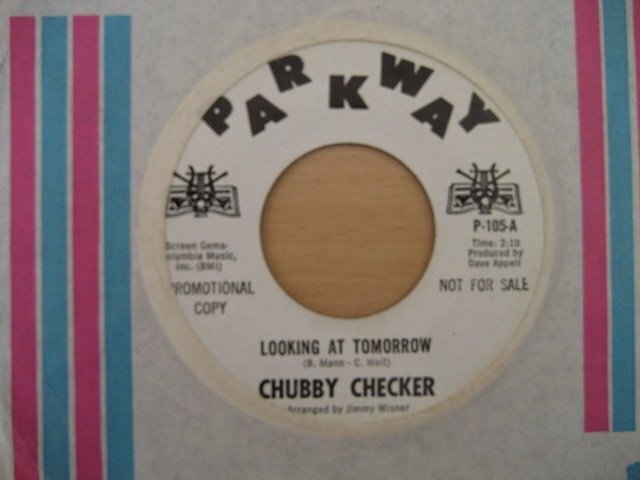 PARKWAY
P-105-A
Screen Gems-
Columbia Music,
Inc. (BMI)
Time: 2:10
Produced by
Dave Appell
PROMOTIONAL
COPY
NOT FOR SALE
LOOKING AT TOMORROW
(B. Mann - C. Weil)
CHUBBY CHECKER
Arranged by Jimmy Wisner